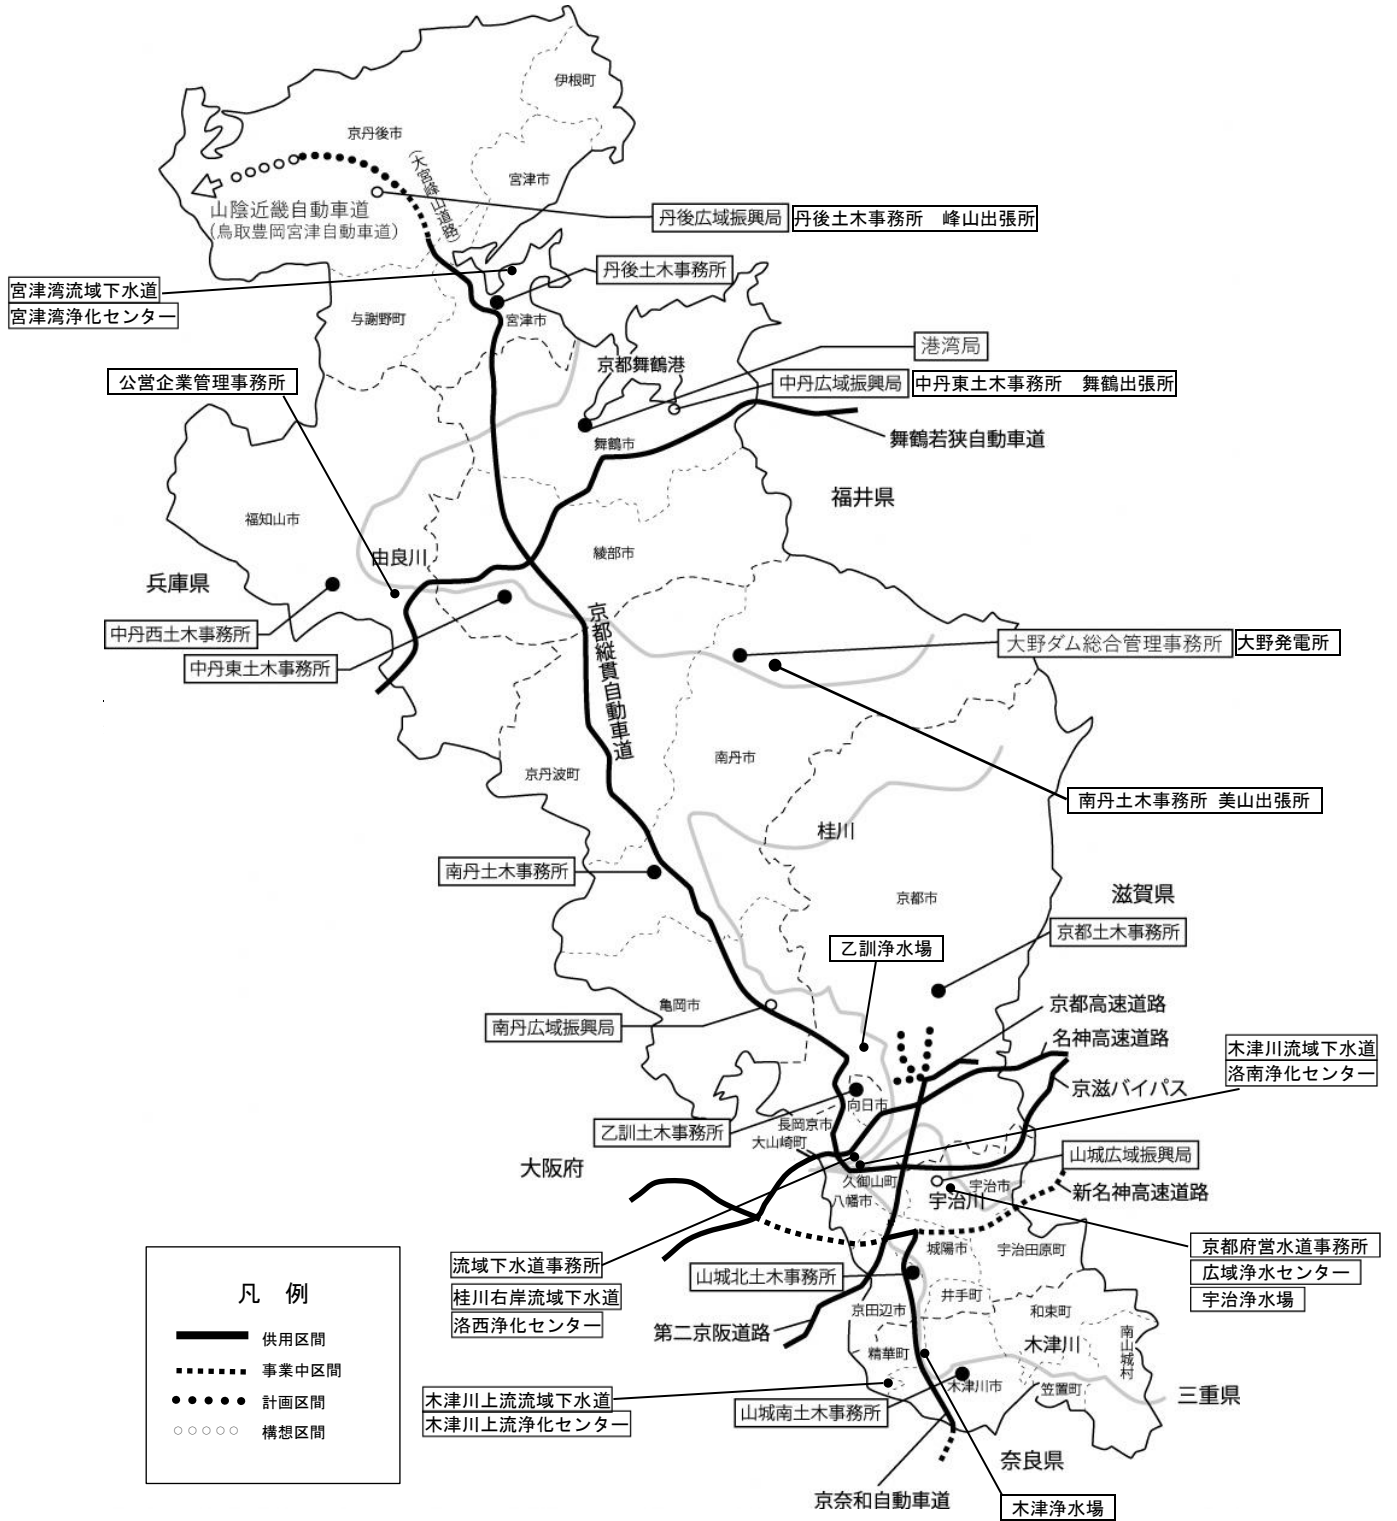 伊根町
京丹後市
(大宮峰山道路)
宮津市
山陰近畿自動車道
(鳥取豊岡宮津自動車道)
丹後広域振興局
丹後土木事務所　峰山出張所
丹後土木事務所
宮津湾流域下水道
宮津湾浄化センター
与謝野町
宮津市
港湾局
京都舞鶴港
公営企業管理事務所
中丹広域振興局
中丹東土木事務所　舞鶴出張所
舞鶴市
舞鶴若狭自動車道
福井県
福知山市
由良川
綾部市
兵庫県
中丹西土木事務所
中丹東土木事務所
京都縦貫自動車道
大野ダム総合管理事務所
大野発電所
南丹市
京丹波町
南丹土木事務所 美山出張所
桂川
南丹土木事務所
京都市
滋賀県
京都土木事務所
乙訓浄水場
亀岡市
南丹広域振興局
京都高速道路
名神高速道路
木津川流域下水道
洛南浄化センター
京滋バイパス
向日市
長岡京市
乙訓土木事務所
大山崎町
大阪府
山城広域振興局
久御山町
宇治市
八幡市
宇治川
新名神高速道路
城陽市
宇治田原町
京都府営水道事務所
広域浄水センター
宇治浄水場
流域下水道事務所
桂川右岸流域下水道
洛西浄化センター
山城北土木事務所
井手町
京田辺市
和束町
第二京阪道路
木津川
南山城村
精華町
木津川市
笠置町
三重県
木津川上流流域下水道
木津川上流浄化センター
山城南土木事務所
奈良県
京奈和自動車道
木津浄水場
凡　例
供用区間
事業中区間
計画区間
構想区間